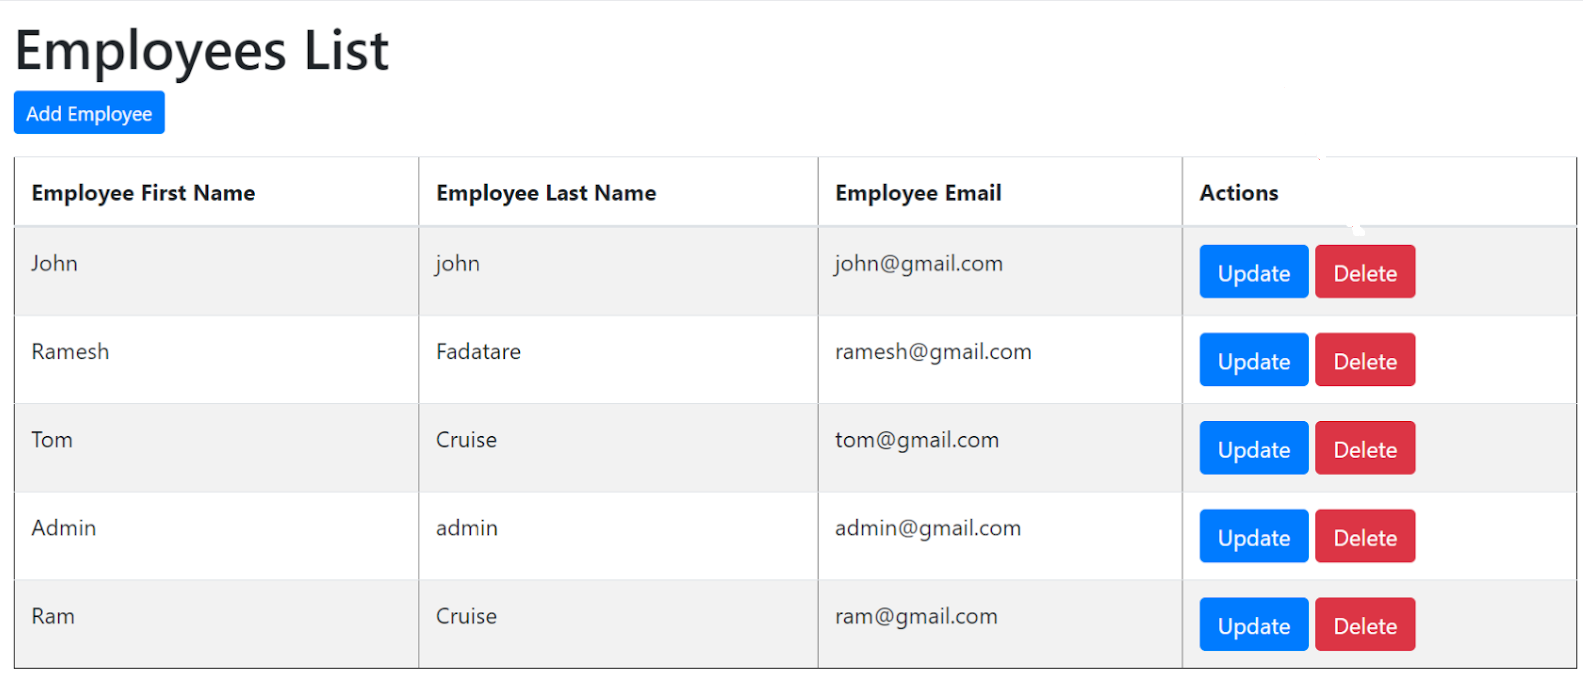 Employees List
Add Employee
Employee First Name Employee Last Name Employee Email Actions
John john john@gmail.com Update Delete
Ramesh Fadatare ramesh@gmail.com Update Delete
Tom Cruise tom@gmail.com Update Delete
Admin admin admin@gmail.com Update Delete
Ram Cruise ram@gmail.com Update Delete